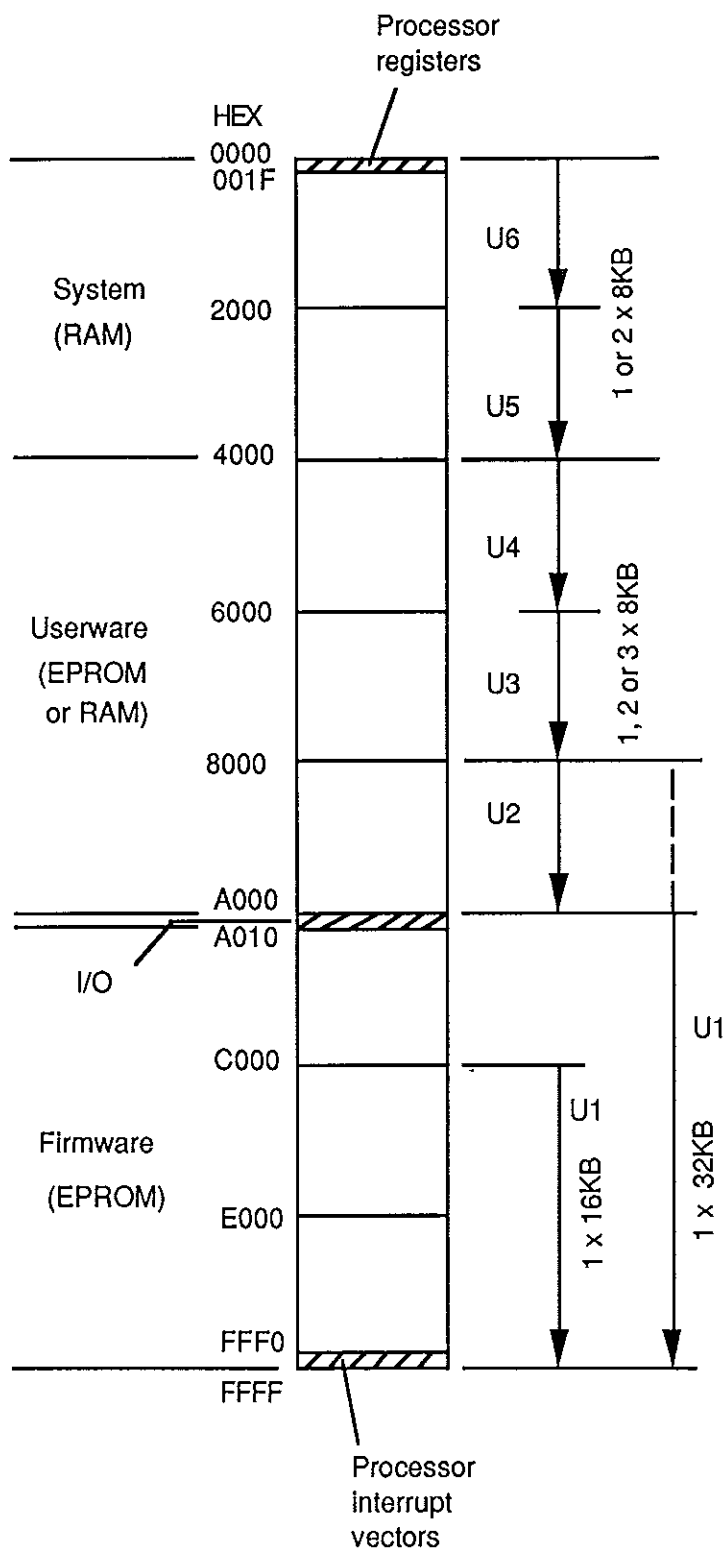 Processor
registers
HEX
0000
001F
U6
System
(RAM)
2000
1 or 2 x 8KB
U5
4000
U4
6000
Userware
(EPROM
or RAM)
1, 2 or 3 x 8KB
U3
8000
U2
A000
A010
I/O
U1
C000
U1
Firmware
(EPROM)
1 x 16KB
1 x 32KB
E000
FFF0
FFFF
Processor
interrupt
vectors